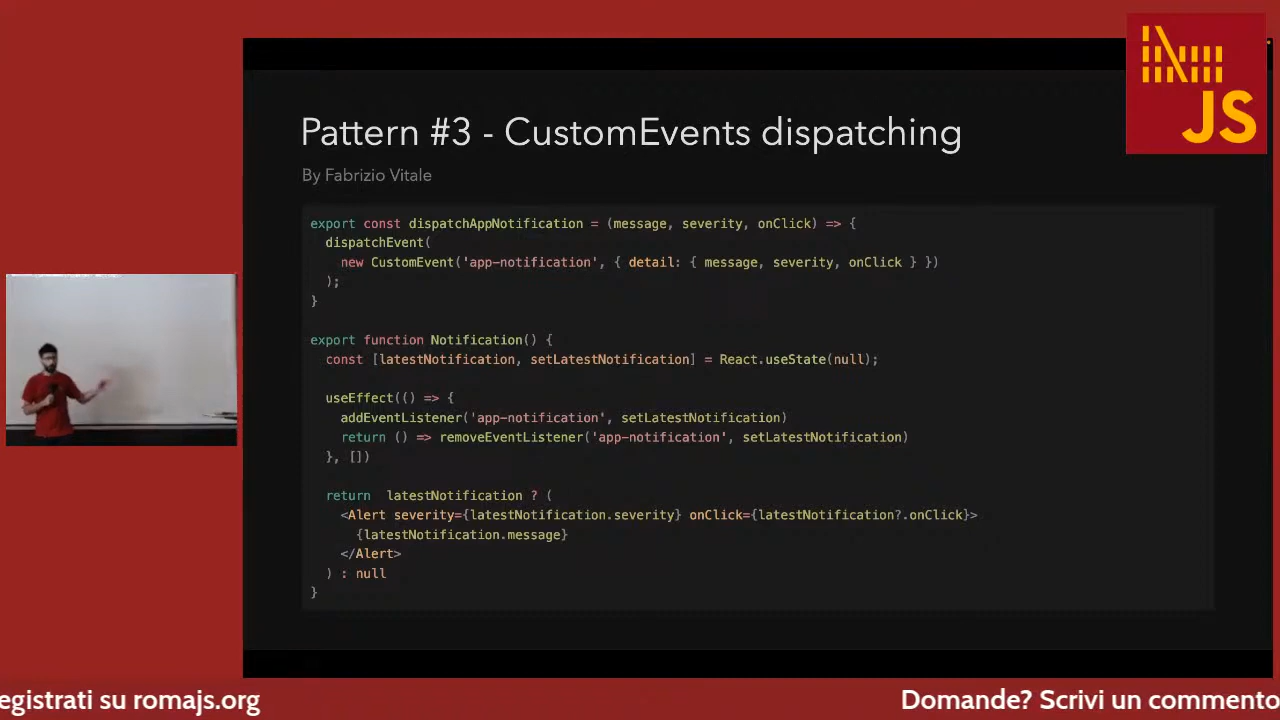 JS
Pattern #3 - CustomEvents dispatching
By Fabrizio Vitale
export const dispatchAppNotification = (message, severity, onClick) => {
  dispatchEvent(
    new CustomEvent('app-notification', { detail: { message, severity, onClick } })
  );
}
export function Notification() {
  const [latestNotification, setLatestNotification] = React.useState(null);
  useEffect(() => {
    addEventListener('app-notification', setLatestNotification)
    return () => removeEventListener('app-notification', setLatestNotification)
  }, [])
  return  latestNotification ? (
    <Alert severity={latestNotification.severity} onClick={latestNotification?.onClick}>
      {latestNotification.message}
    </Alert>
  ) : null
}
egistrati su romajs.org
Domande? Scrivi un commento